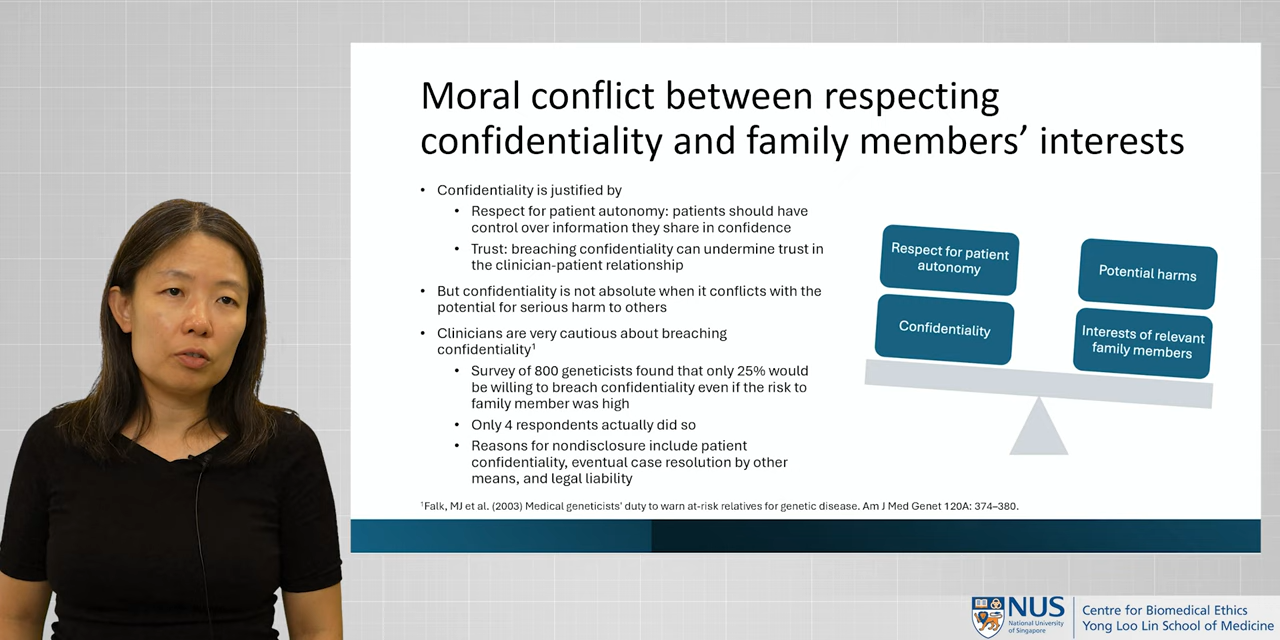 Moral conflict between respecting
confidentiality and family members' interests
• Confidentiality is justified by
• Respect for patient autonomy: patients should have
control over information they share in confidence
• Trust: breaching confidentiality can undermine trust in
the clinician-patient relationship
• But confidentiality is not absolute when it conflicts with the
potential for serious harm to others
• Clinicians are very cautious about breaching
confidentiality¹
• Survey of 800 geneticists found that only 25% would
be willing to breach confidentiality even if the risk to
family member was high
• Only 4 respondents actually did so
• Reasons for nondisclosure include patient
confidentiality, eventual case resolution by other
means, and legal liability
Respect for patient
autonomy
Confidentiality
Potential harms
Interests of relevant
family members
¹Falk, MJ et al. (2003) Medical geneticists' duty to warn at-risk relatives for genetic disease. Am J Med Genet 120A: 374–380.
NUS
National University
of Singapore
Centre for Biomedical Ethics
Yong Loo Lin School of Medicine